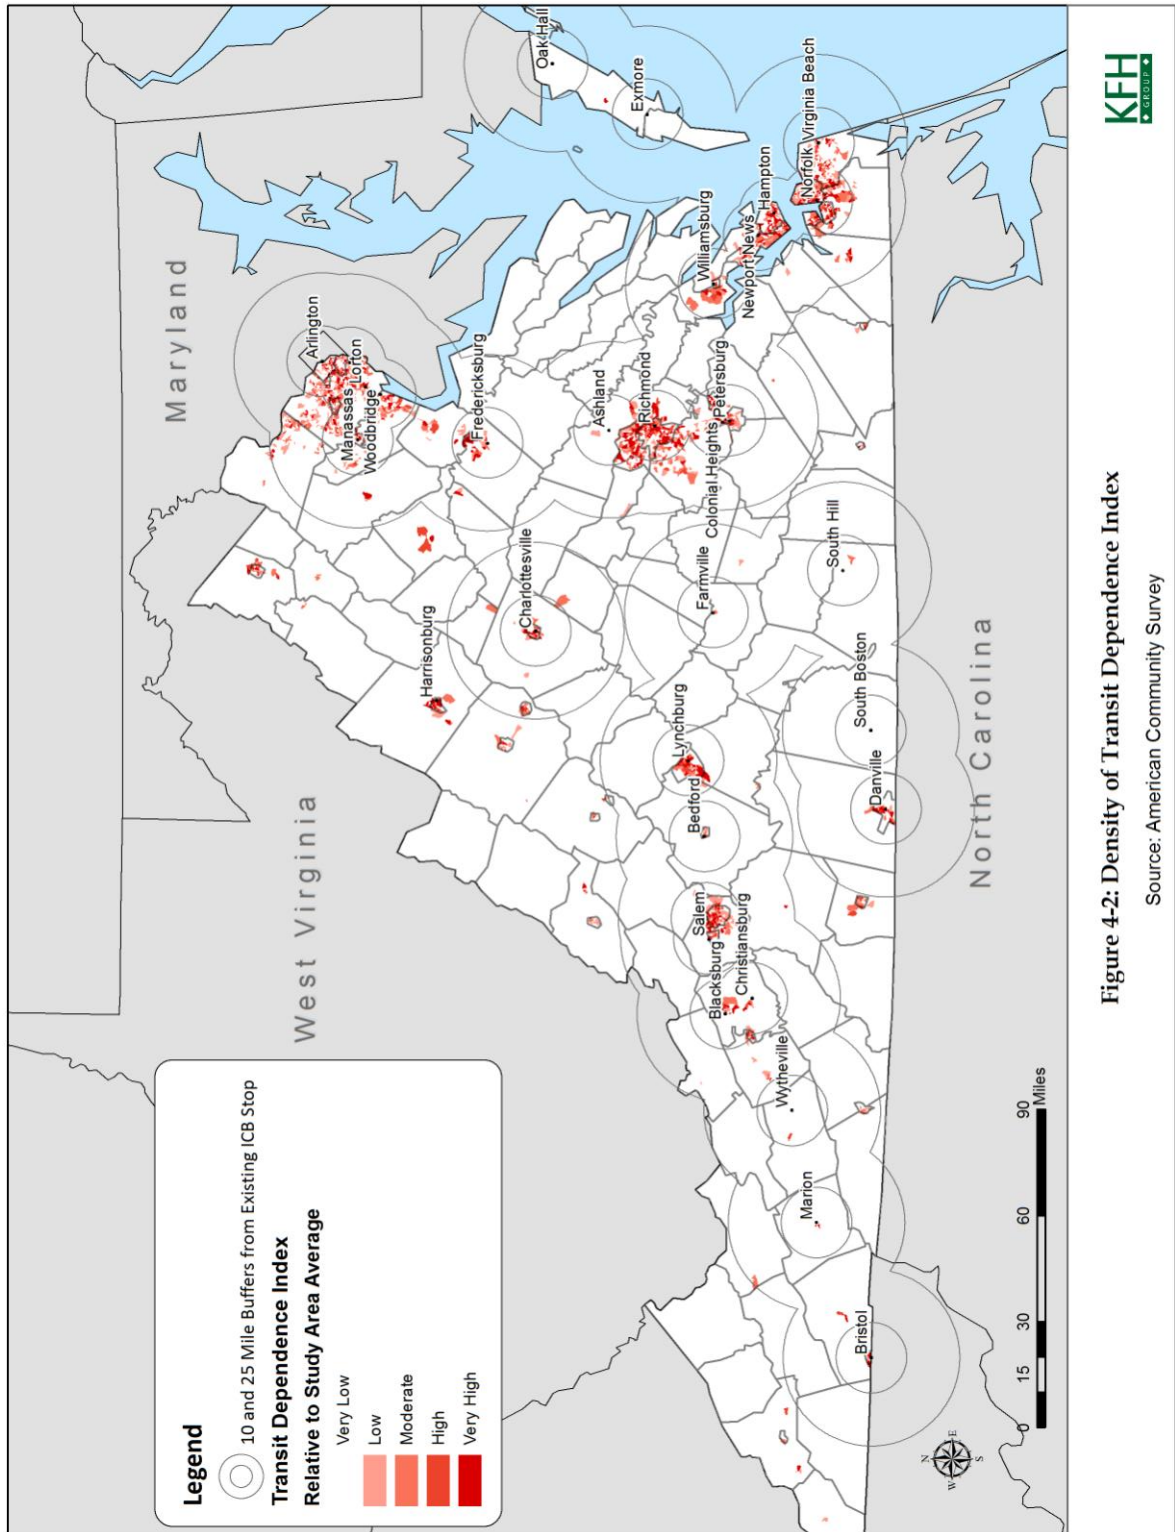 Maryland
West Virginia
North Carolina
Oak Hall
Exmore
Arlington
Manassas
Lorton
Woodbridge
Fredericksburg
Harrisonburg
Charlottesville
Ashland
Richmond
Williamsburg
Newport News
Hampton
Norfolk
Virginia Beach
Colonial Heights
Petersburg
Farmville
Lynchburg
Bedford
Salem
Blacksburg
Christiansburg
Wytheville
Marion
Bristol
Danville
South Boston
South Hill
Legend
10 and 25 Mile Buffers from Existing ICB Stop
Transit Dependence Index
Relative to Study Area Average
Very Low
Low
Moderate
High
Very High
N
W
E
S
0 15 30 60 90
Miles
Figure 4-2: Density of Transit Dependence Index
Source: American Community Survey
KFH
GROUP